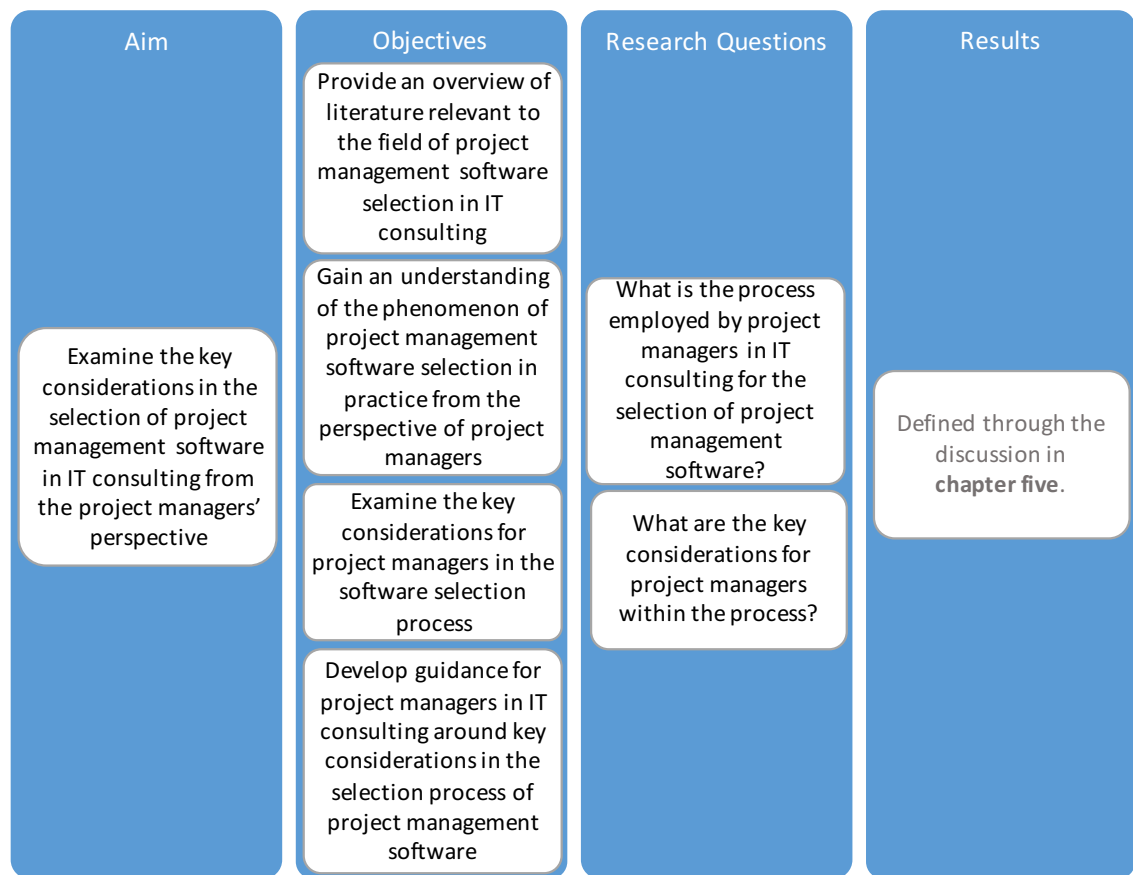 Aim
Examine the key
considerations in the
selection of project
management software
in IT consulting from
the project managers’
perspective
Objectives
Provide an overview of
literature relevant to
the field of project
management software
selection in IT
consulting
Gain an understanding
of the phenomenon of
project management
software selection in
practice from the
perspective of project
managers
Examine the key
considerations for
project managers in the
software selection
process
Develop guidance for
project managers in IT
consulting around key
considerations in the
selection process of
project management
software
Research Questions
What is the process
employed by project
managers in IT
consulting for the
selection of project
management
software?
What are the key
considerations for
project managers
within the process?
Results
Defined through the
discussion in
chapter five.